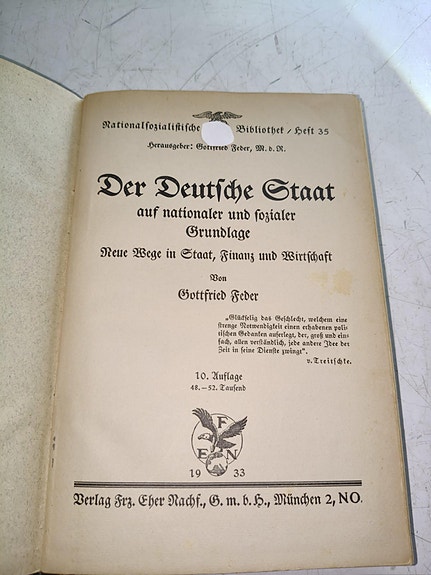 Nationalsozialistische Bibliothek / Heft 35
Herausgeber: Gottfried Feder, M. d. R.
Der Deutsche Staat
auf nationaler und sozialer
Grundlage
Neue Wege in Staat, Finanz und Wirtschaft
Von
Gottfried Feder
„Glückselig das Geschlecht, welchem eine
strenge Notwendigkeit einen erhabenen poli-
tischen Gedanken auferlegt, der, groß und ein-
fach, allen verständlich, jede andere Idee der
Zeit in seine Dienste zwingt".
v. Treitschke.
10. Auflage
48.–52. Tausend
F
E N
19 33
Verlag Frz. Eher Nachf., G. m. b. H., München 2, NO.